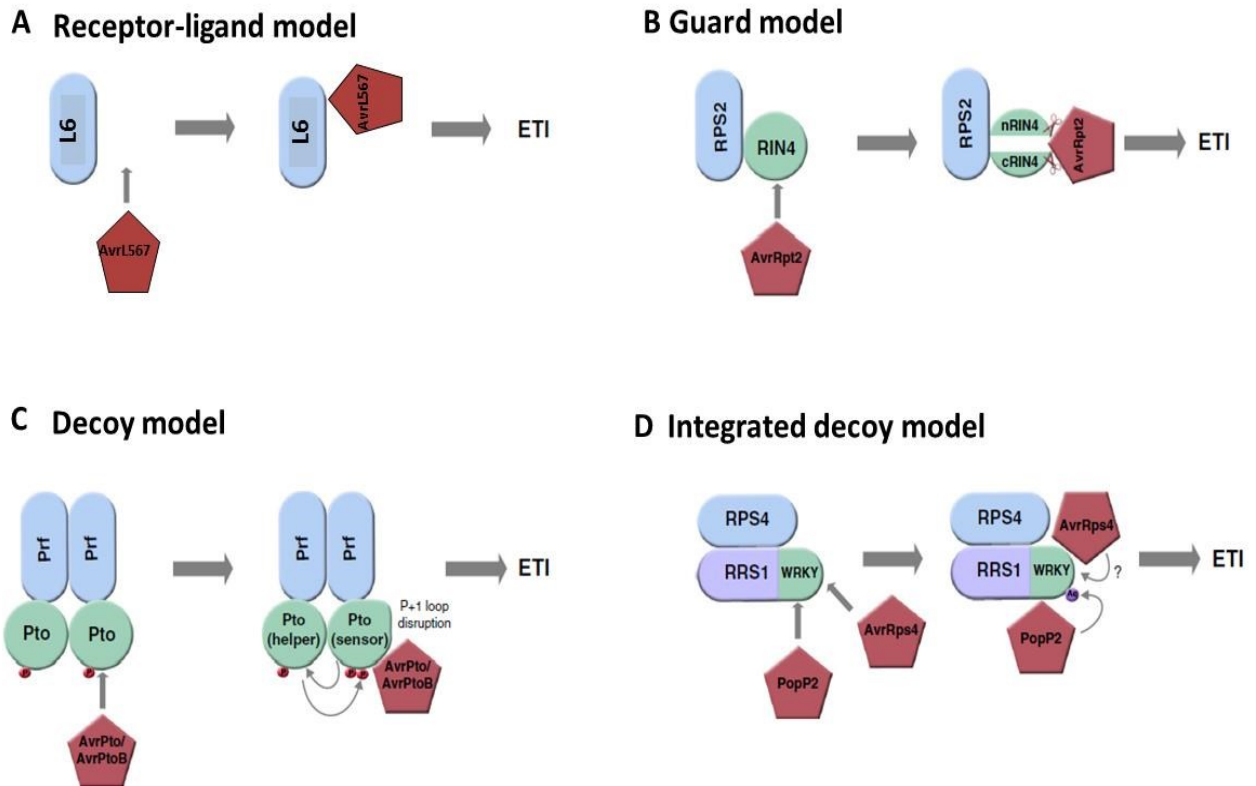 A Receptor-ligand model
L6
AvrL567
L6
AvrL567
ETI
B Guard model
RPS2
RIN4
AvrRpt2
RPS2
nRIN4
cRIN4
AvrRpt2
ETI
C Decoy model
Prf
Prf
Pto
Pto
P
P
AvrPto/
AvrPtoB
Prf
Prf
Pto
(helper)
Pto
(sensor)
P+1 loop
disruption
P
P
P
AvrPto/
AvrPtoB
ETI
D Integrated decoy model
RPS4
RRS1
WRKY
AvrRps4
PopP2
RPS4
AvrRps4
RRS1
WRKY
?
Ac
PopP2
ETI